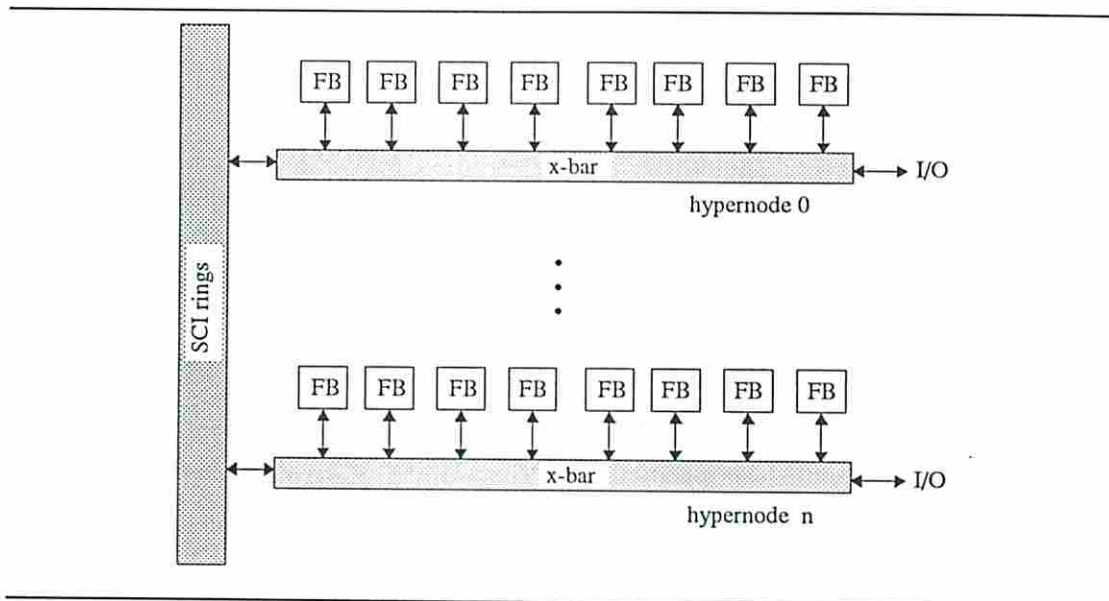 FB FB FB FB FB FB FB FB
x-bar
I/O
hypernode 0
SCI rings
FB FB FB FB FB FB FB FB
x-bar
I/O
hypernode n